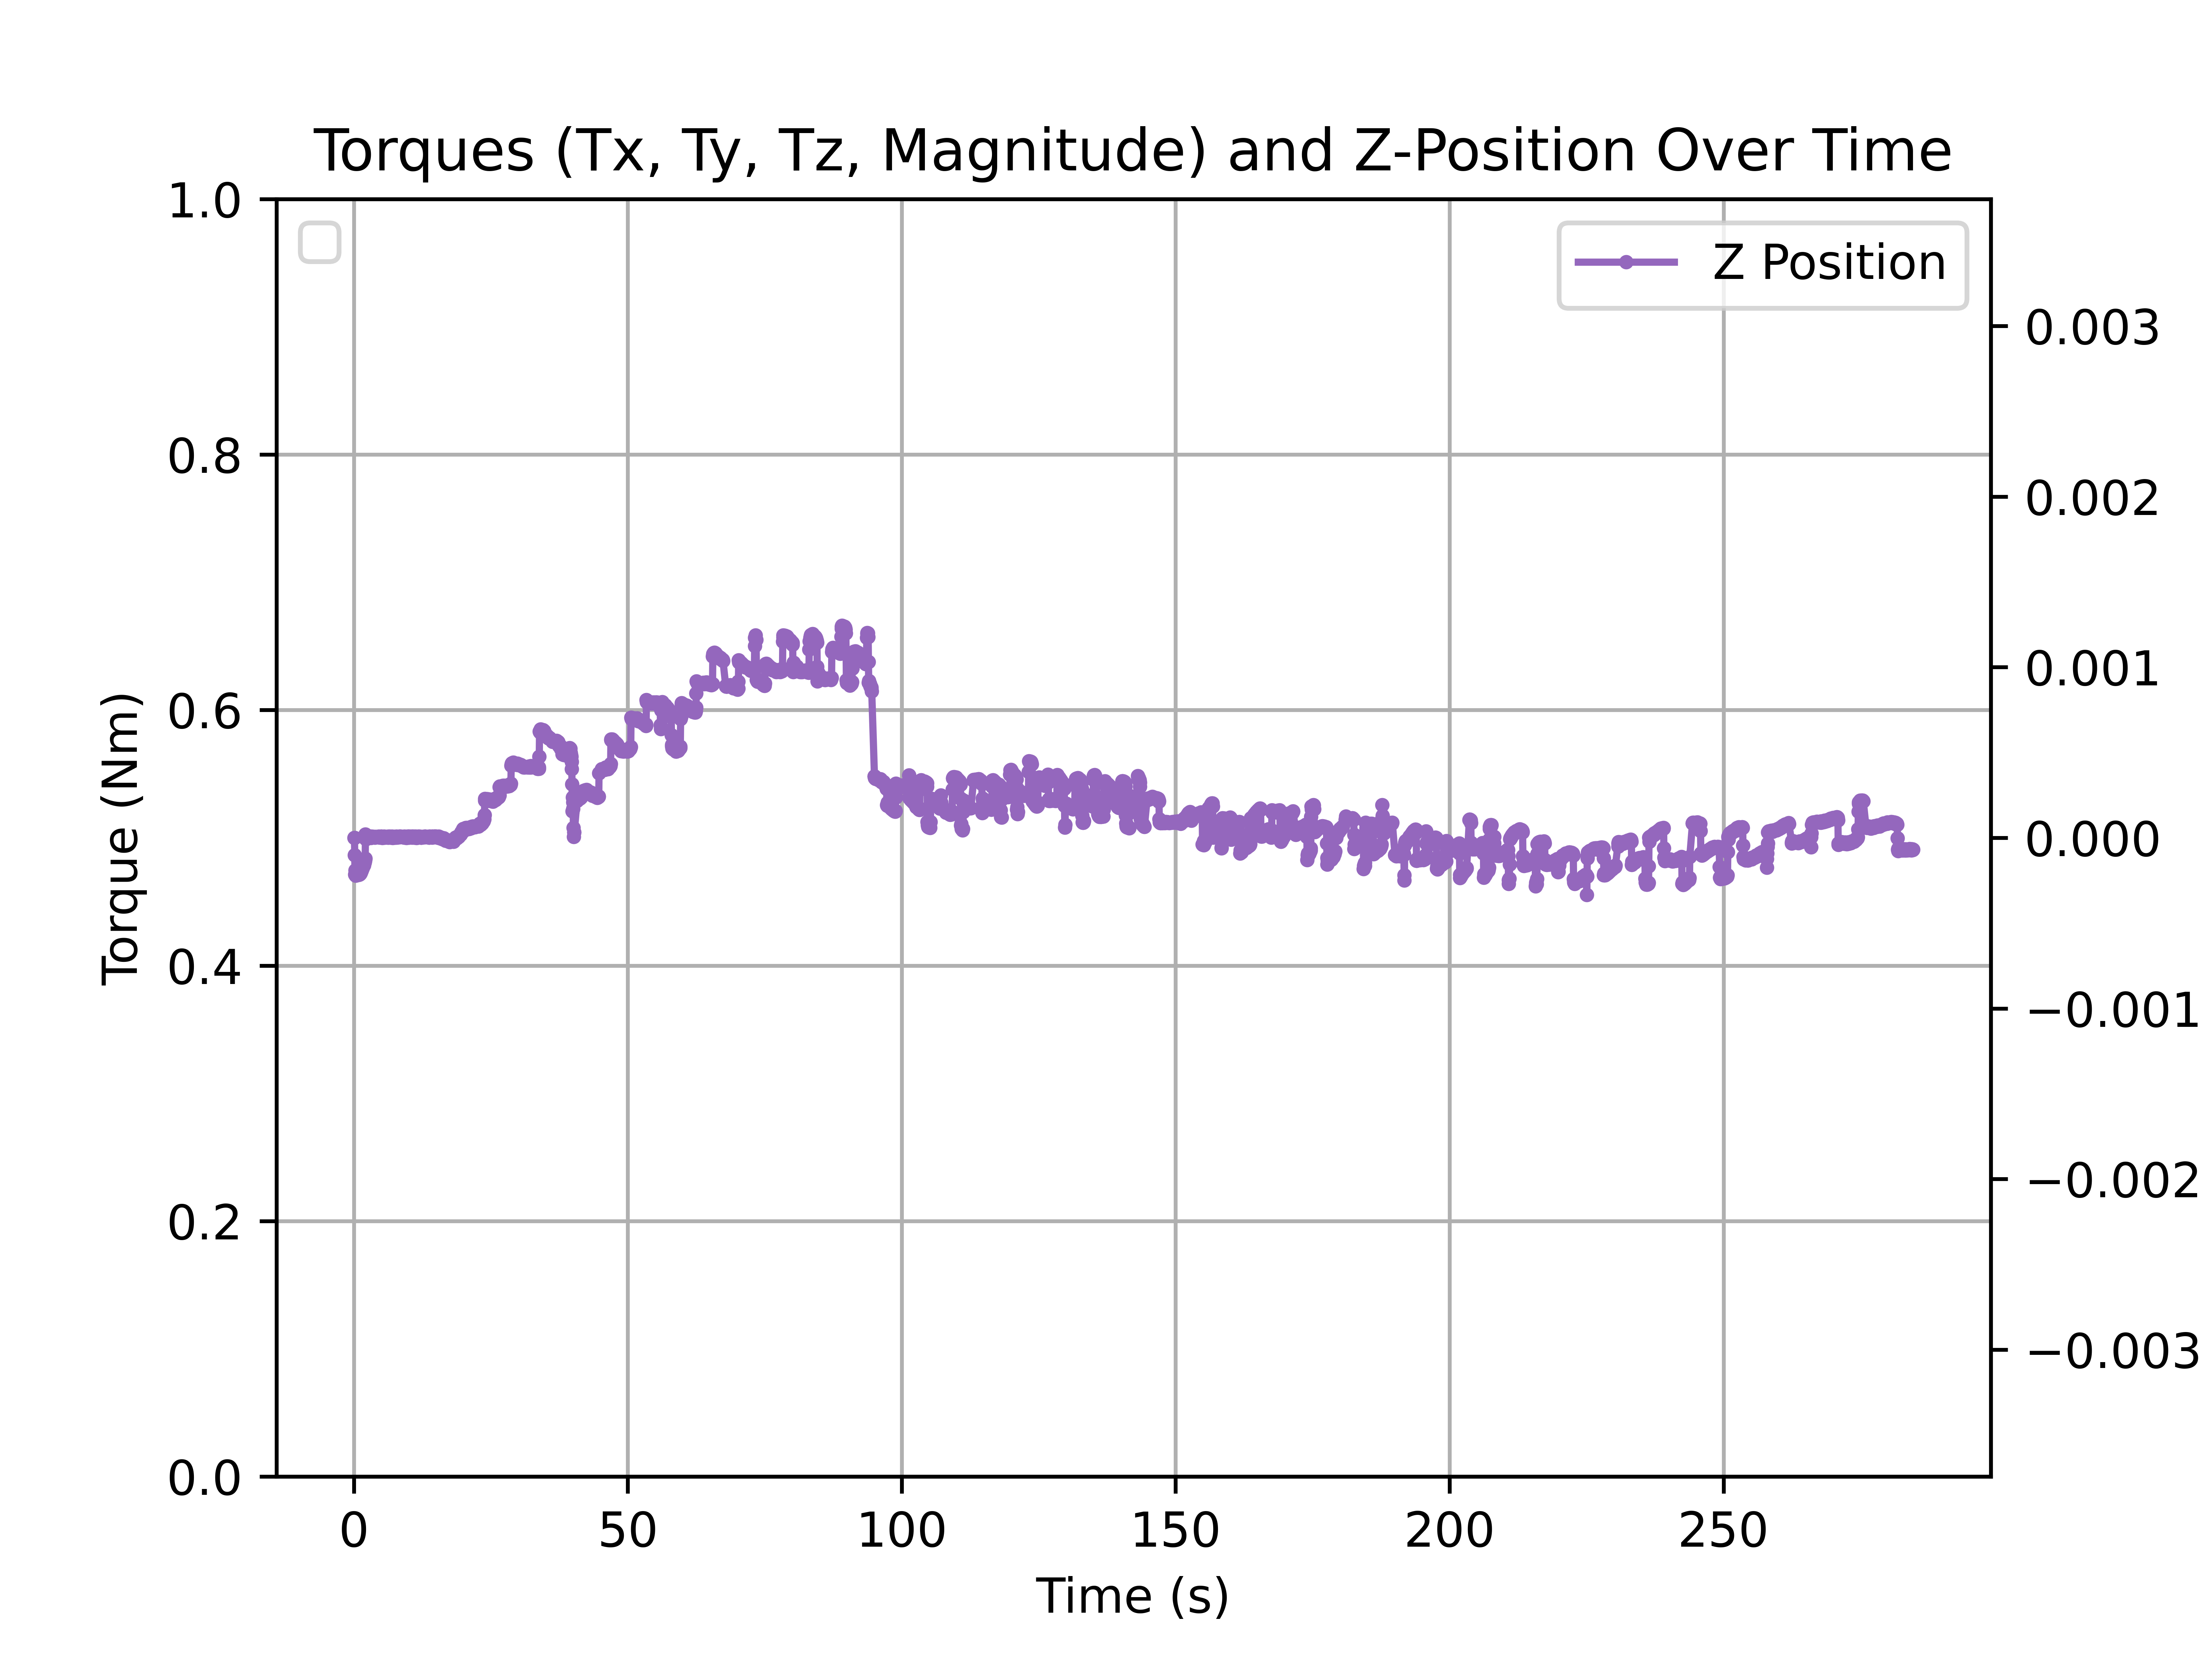 Torques (Tx, Ty, Tz, Magnitude) and Z-Position Over Time
Z Position
Torque (Nm)
1.0
0.8
0.6
0.4
0.2
0.0
0.003
0.002
0.001
0.000
−0.001
−0.002
−0.003
0 50 100 150 200 250
Time (s)